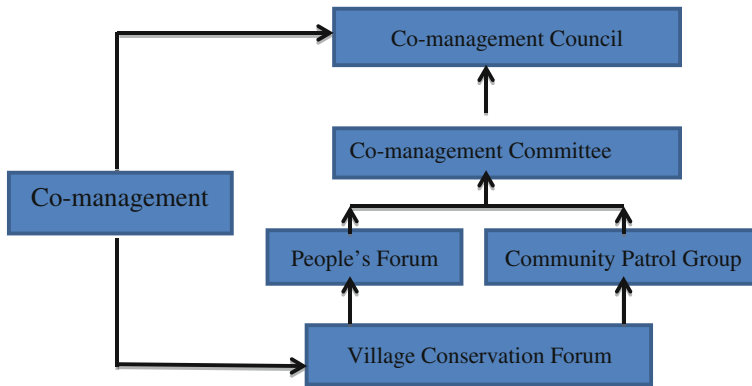 Co-management Council
Co-management Committee
Co-management
People's Forum
Community Patrol Group
Village Conservation Forum